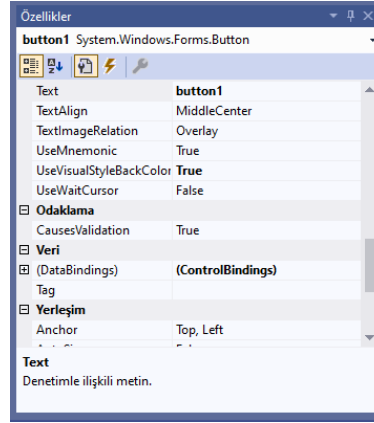 Özellikler
button1 System.Windows.Forms.Button
Text button1
TextAlign MiddleCenter
TextImageRelation Overlay
UseMnemonic True
UseVisualStyleBackColor True
UseWaitCursor False
Odaklama
CausesValidation True
Veri
(DataBindings) (ControlBindings)
Tag
Yerleşim
Anchor Top, Left
Text
Denetimle ilişkili metin.